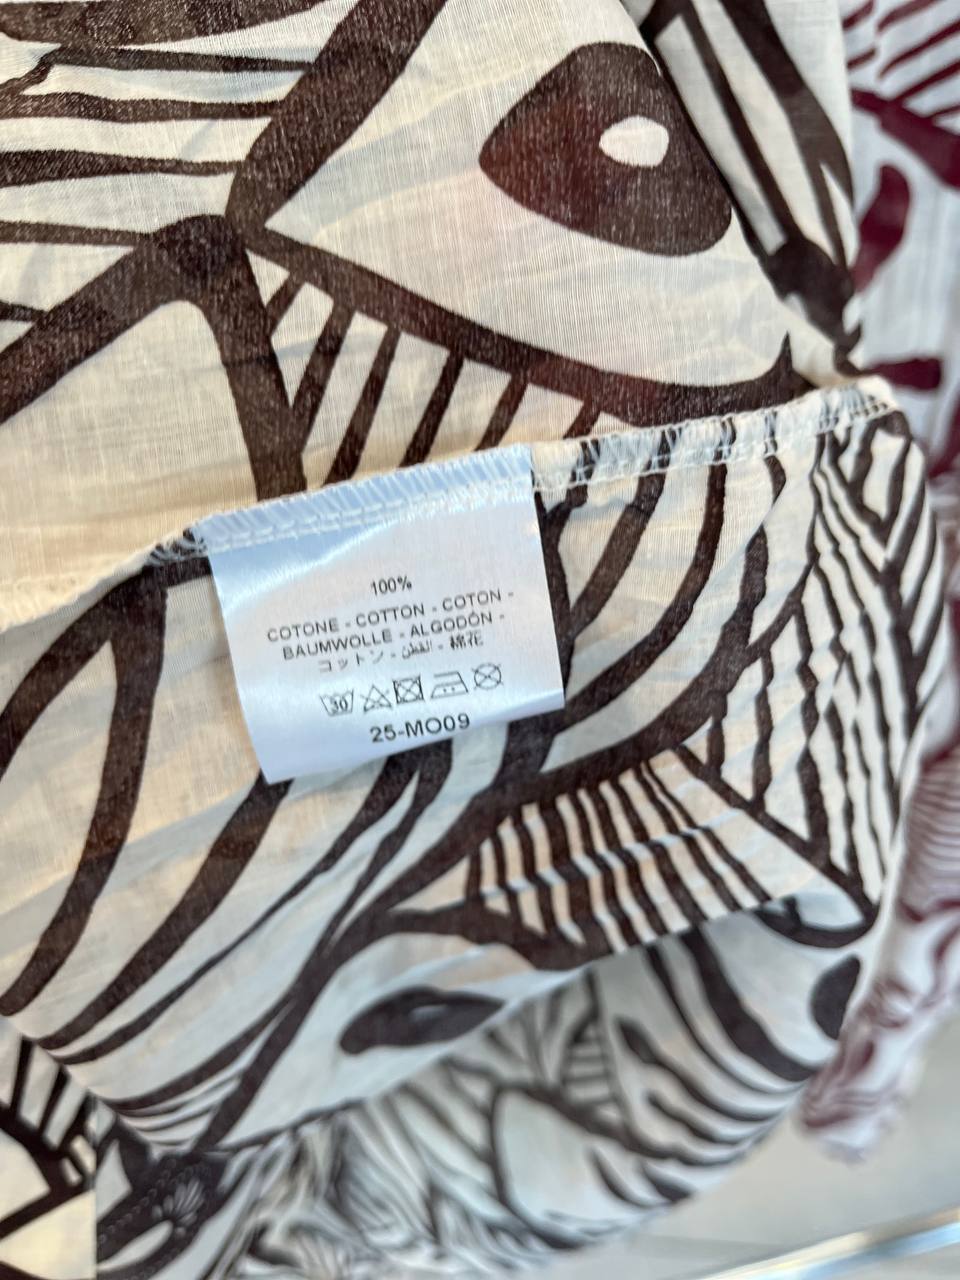 100%
COTONE - COTTON - COTON -
BAUMWOLLE - ALGODÓN -
コットン - القطن - 棉花
30
25-MO09